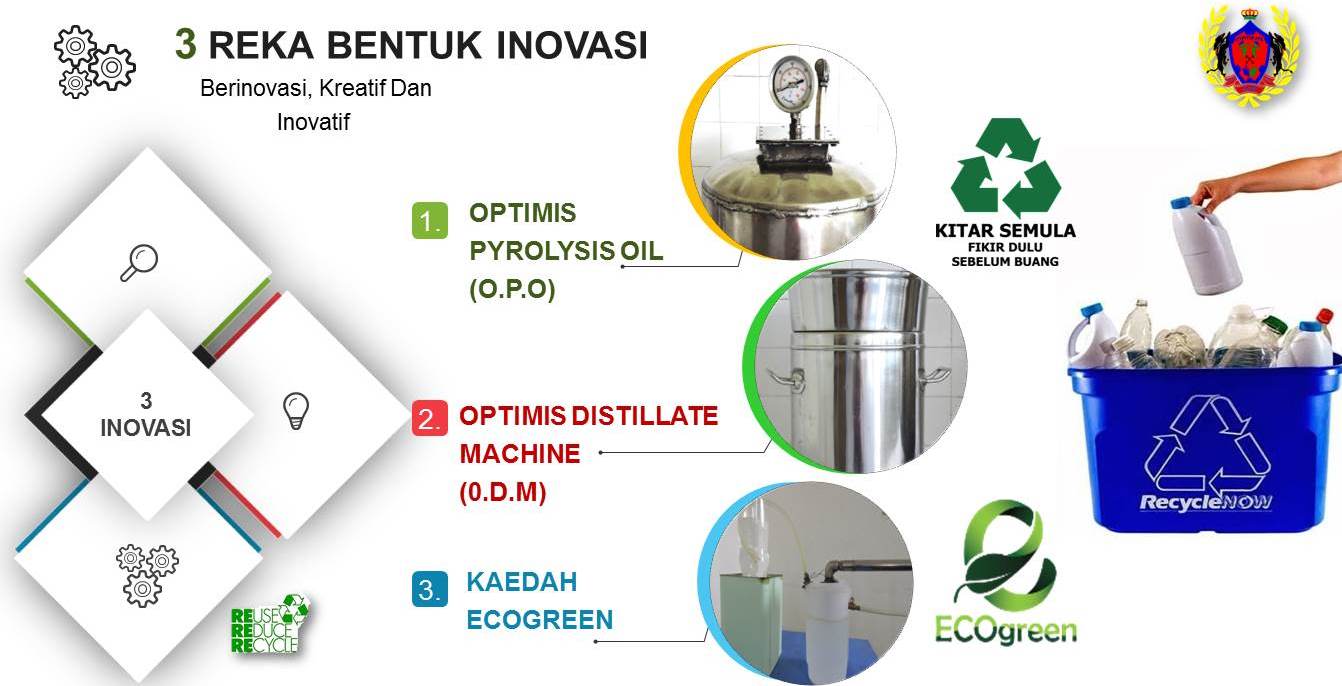 3 REKA BENTUK INOVASI
Berinovasi, Kreatif Dan
Inovatif
3
INOVASI
1.
OPTIMIS
PYROLYSIS OIL
(O.P.O)
2.
OPTIMIS DISTILLATE
MACHINE
(0.D.M)
3.
KAEDAH
ECOGREEN
KITAR SEMULA
FIKIR DULU
SEBELUM BUANG
RecycleNOW
ECOgreen
REUSE
REDUCE
RECYCLE